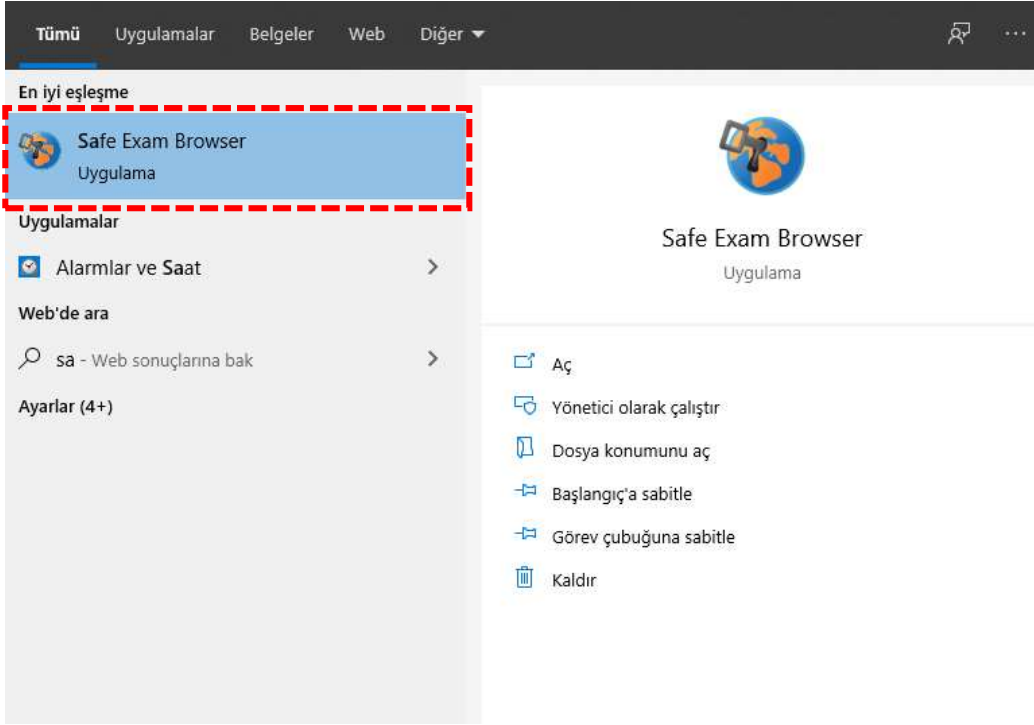 Tümü Uygulamalar Belgeler Web Diğer
En iyi eşleşme
Safe Exam Browser
Uygulama
Uygulamalar
Alarmlar ve Saat
Web'de ara
sa - Web sonuçlarına bak
Ayarlar (4+)
Safe Exam Browser
Uygulama
Aç
Yönetici olarak çalıştır
Dosya konumunu aç
Başlangıç'a sabitle
Görev çubuğuna sabitle
Kaldır